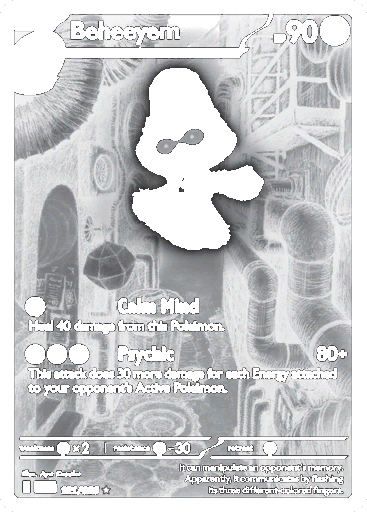 Beheeyem 90
Calm Mind
Heal 40 damage from this Pokémon.
Psychic 80+
This attack does 30 more damage for each Energy attached
to your opponent's Active Pokémon.
x2 -30
It can manipulate an opponent's memory.
Apparently, it communicates by flashing
its three different-colored fingers.